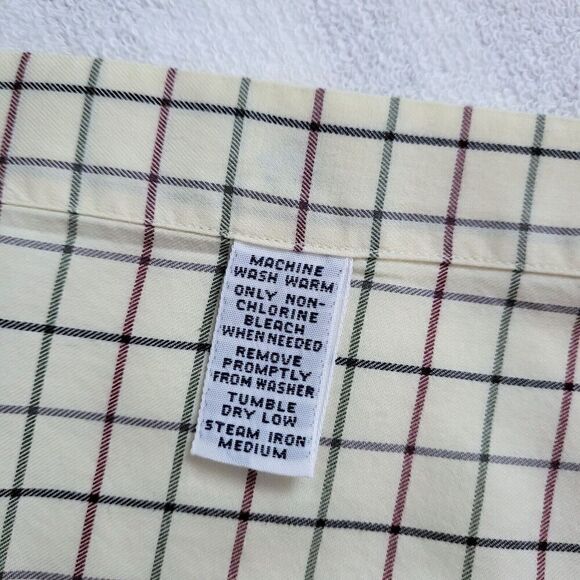 MACHINE
WASH WARM
ONLY NON-
CHLORINE
BLEACH
WHEN NEEDED
REMOVE
PROMPTLY
FROM WASHER
TUMBLE
DRY LOW
STEAM IRON
MEDIUM